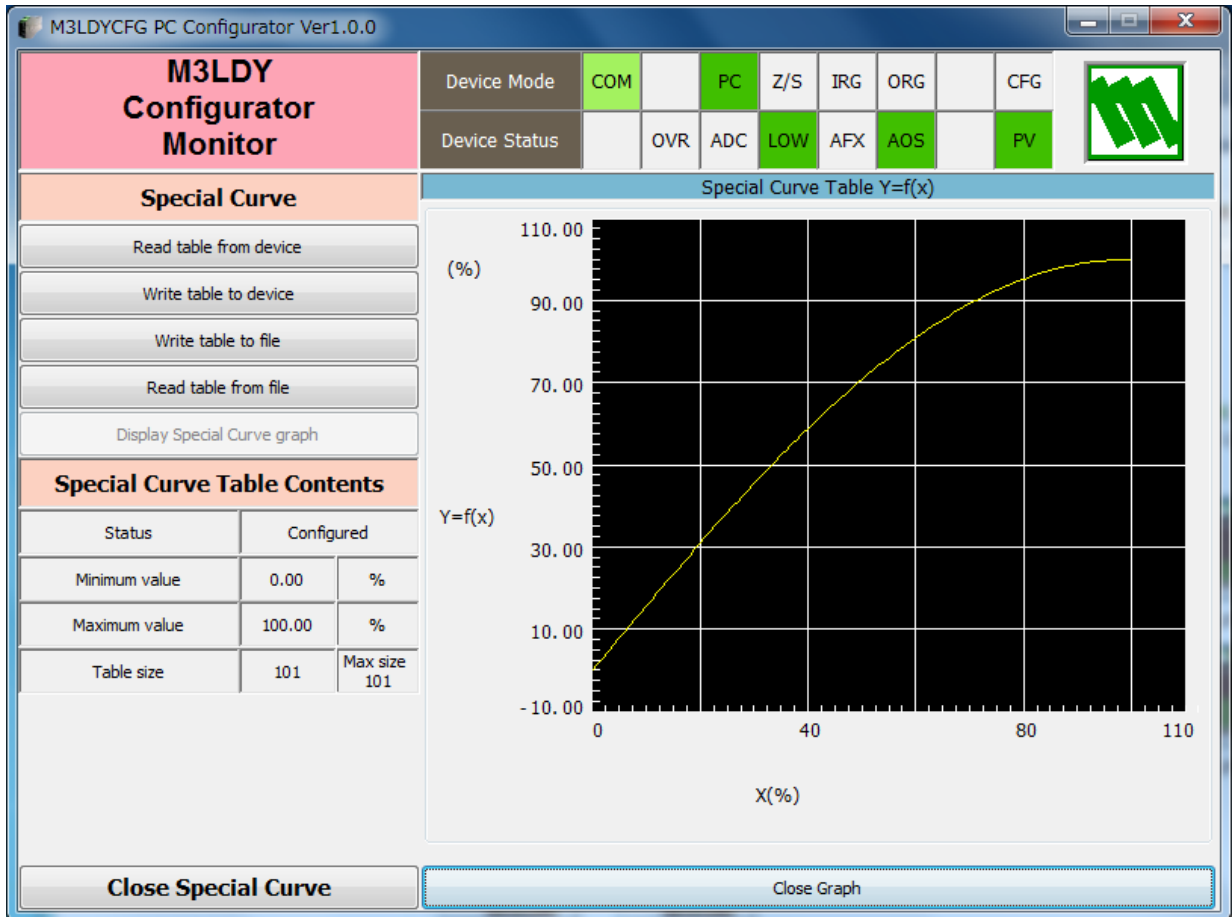 M3LDYCFG PC Configurator Ver1.0.0
M3LDY
Configurator
Monitor
Device Mode COM PC Z/S IRG ORG CFG
Device Status OVR ADC LOW AFX AOS PV
Special Curve
Read table from device
Write table to device
Write table to file
Read table from file
Display Special Curve graph
Special Curve Table Contents
Status Configured
Minimum value 0.00 %
Maximum value 100.00 %
Table size 101 Max size
101
Close Special Curve
Special Curve Table Y=f(x)
110.00
(%)
90.00
70.00
50.00
Y=f(x)
30.00
10.00
-10.00
0 40 80 110
X(%)
Close Graph